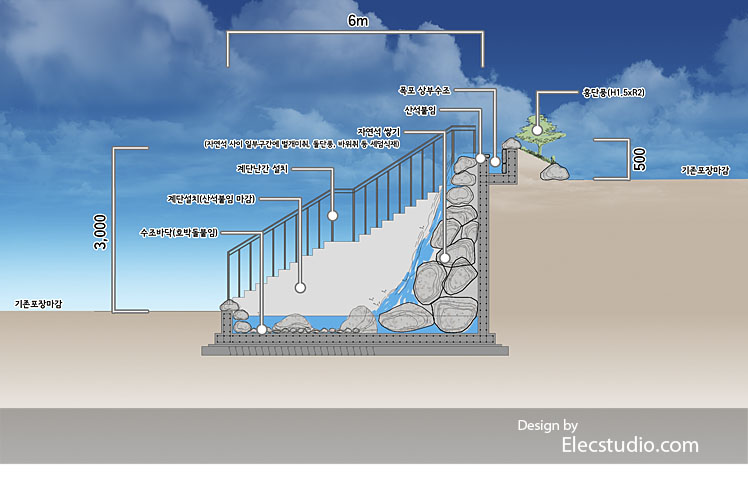 6m
폭포 상부수조
홍단풍(H1.5xR2)
산석붙임
자연석 쌓기
(자연석 사이 일부구간에 벌개미취, 돌단풍, 바위취 등 세덤식재)
500
계단난간 설치
기존포장마감
계단설치(산석붙임 마감)
3,000
수조바닥(호박돌붙임)
기존포장마감
Design by
Elecstudio.com